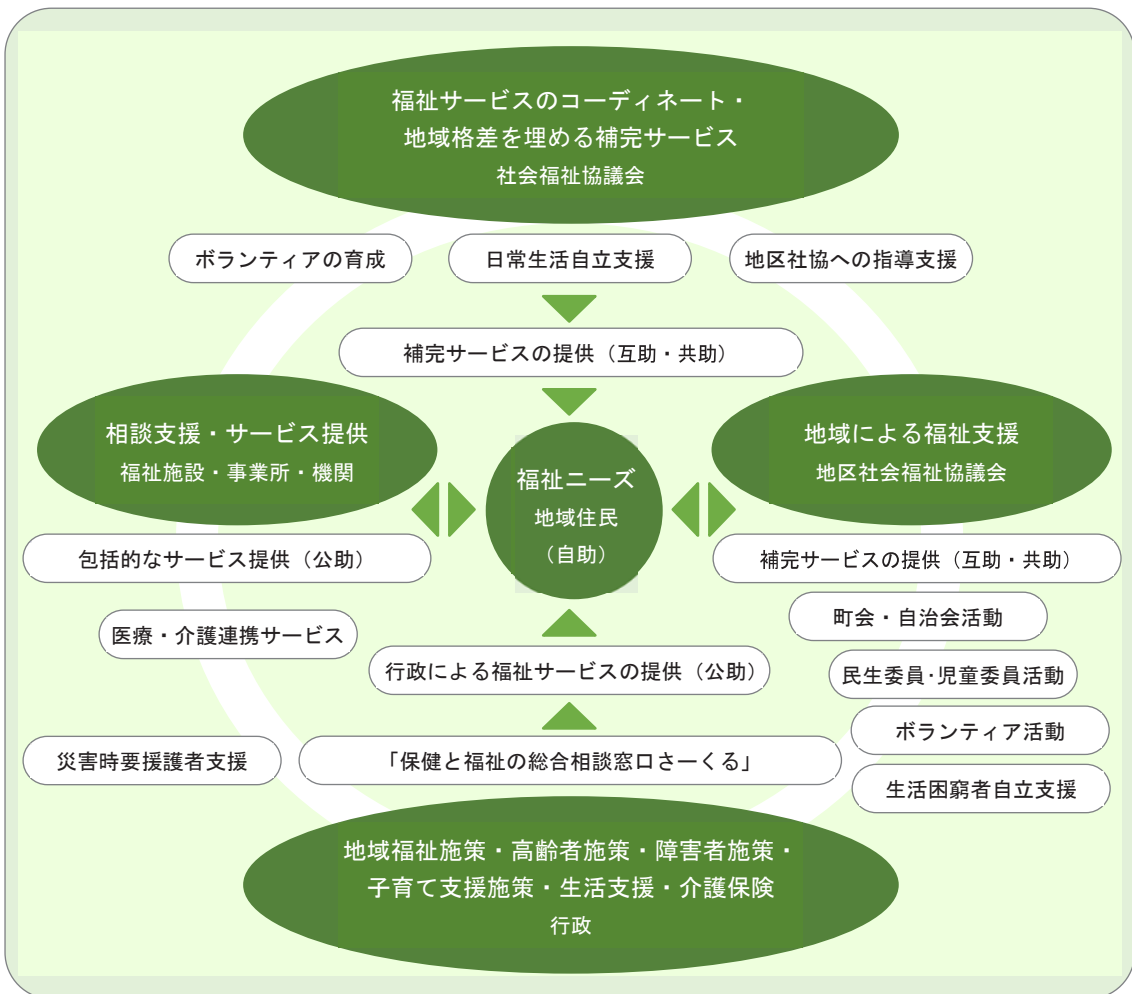 福祉サービスのコーディネート・
地域格差を埋める補完サービス
社会福祉協議会
ボランティアの育成
日常生活自立支援
地区社協への指導支援
補完サービスの提供（互助・共助）
相談支援・サービス提供
福祉施設・事業所・機関
福祉ニーズ
地域住民
（自助）
地域による福祉支援
地区社会福祉協議会
包括的なサービス提供（公助）
補完サービスの提供（互助・共助）
医療・介護連携サービス
町会・自治会活動
行政による福祉サービスの提供（公助）
民生委員・児童委員活動
ボランティア活動
災害時要援護者支援
「保健と福祉の総合相談窓口さーくる」
生活困窮者自立支援
地域福祉施策・高齢者施策・障害者施策・
子育て支援施策・生活支援・介護保険
行政